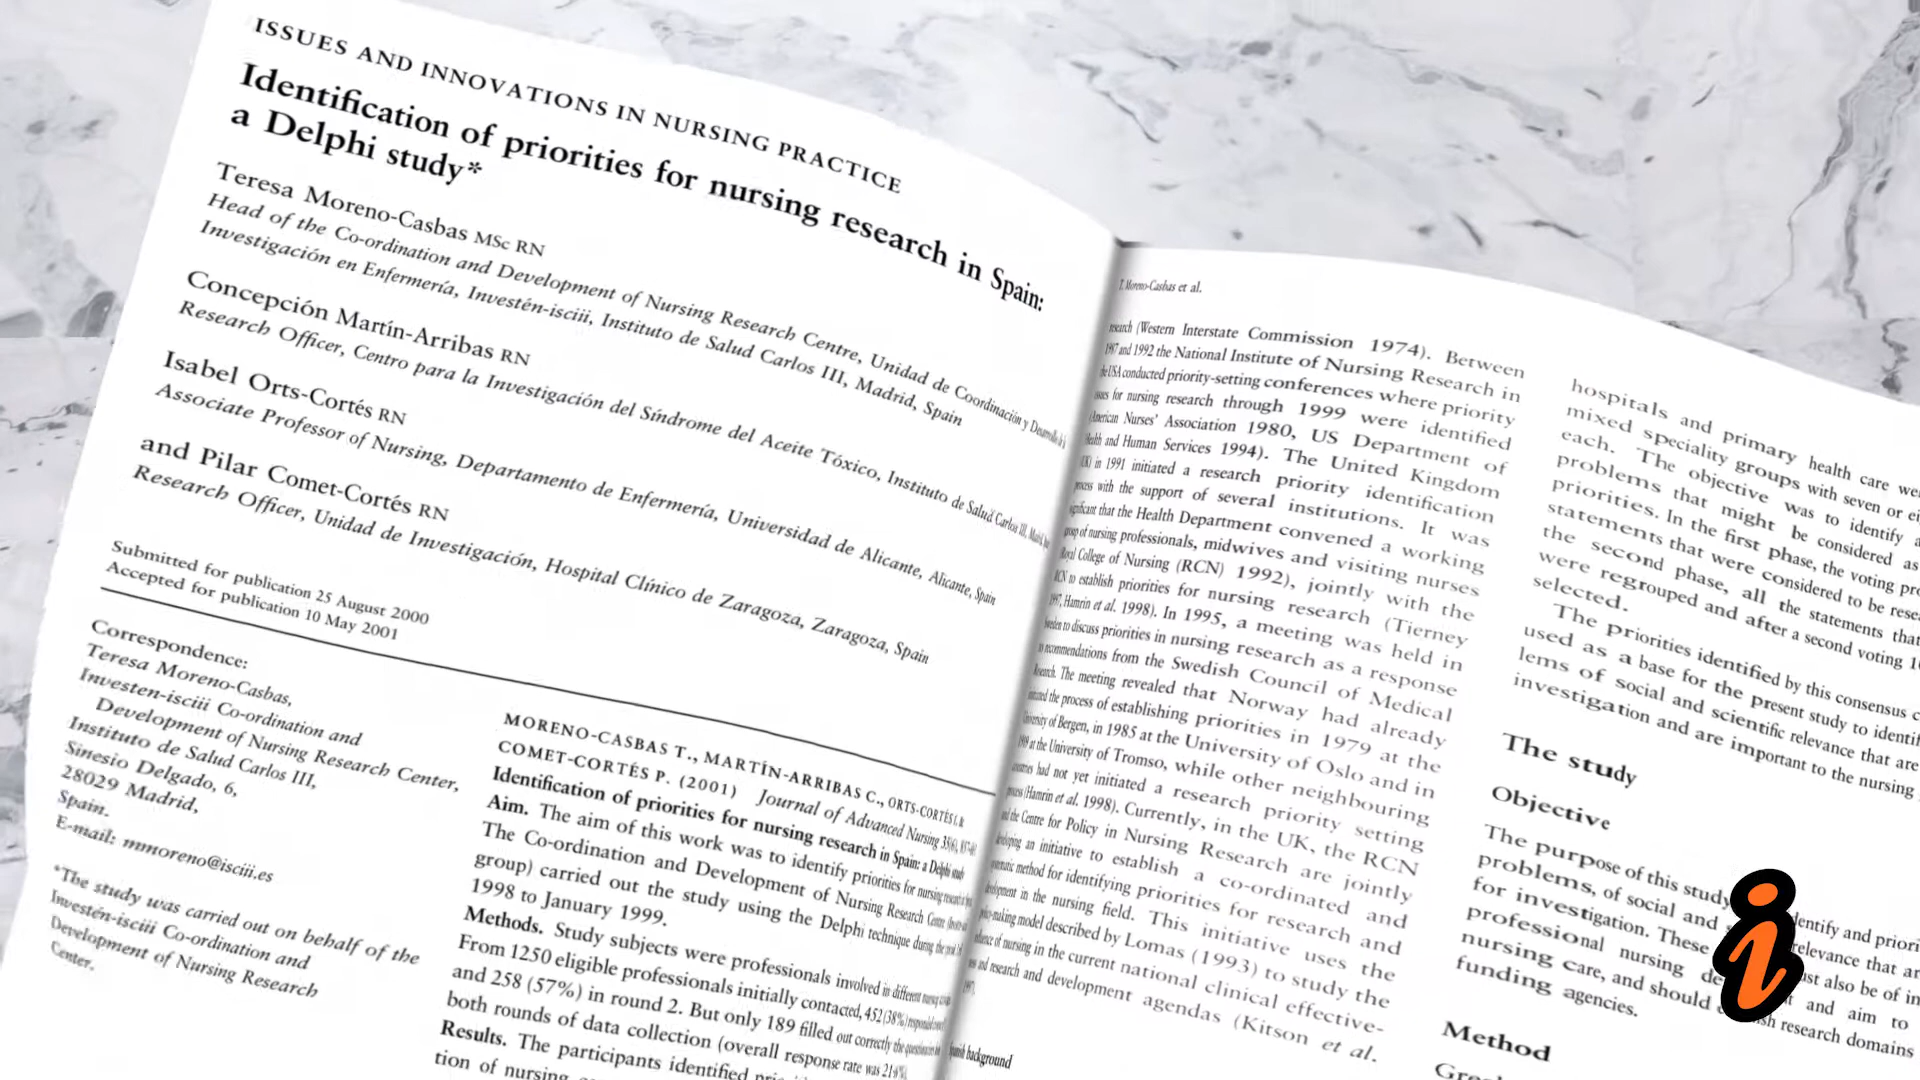 ISSUES AND INNOVATIONS IN NURSING PRACTICE
Identification of priorities for nursing research in Spain:
a Delphi study*
Teresa Moreno-Casbas MSc RN
Head of the Co-ordination and Development of Nursing Research Centre, Unidad de Coordinación y Desarrollo de la
Investigación en Enfermería, Investén-isciii, Instituto de Salud Carlos III, Madrid, Spain
Concepción Martín-Arribas RN
Research Officer, Centro para la Investigación del Síndrome del Aceite Tóxico, Instituto de Salud Carlos III, Madrid
Isabel Orts-Cortés RN
Associate Professor of Nursing, Departamento de Enfermería, Universidad de Alicante, Alicante, Spain
and Pilar Comet-Cortés RN
Research Officer, Unidad de Investigación, Hospital Clínico de Zaragoza, Zaragoza, Spain
Submitted for publication 25 August 2000
Accepted for publication 10 May 2001
Correspondence:
Teresa Moreno-Casbas,
Investen-isciii Co-ordination and
Development of Nursing Research Center,
Instituto de Salud Carlos III,
Sinesio Delgado, 6,
28029 Madrid,
Spain.
E-mail: mmoreno@isciii.es
*The study was carried out on behalf of the
Investén-isciii Co-ordination and
Development of Nursing Research
Center.
MORENO-CASBAS T., MARTÍN-ARRIBAS C., ORTS-CORTÉS I. &
COMET-CORTÉS P. (2001) Journal of Advanced Nursing
Identification of priorities for nursing research in Spain: a Delphi study
Aim. The aim of this work was to identify priorities for nursing research
The Co-ordination and Development of Nursing Research Centre
group) carried out the study using the Delphi technique during the
1998 to January 1999.
Methods. Study subjects were professionals involved in different nursing
From 1250 eligible professionals initially contacted, 452 (38%) responded
and 258 (57%) in round 2. But only 189 filled out correctly the questionnaires
both rounds of data collection (overall response rate was
Results. The participants identified
tion of nursing
T. Moreno-Casbas et al.
research (Western Interstate Commission 1974). Between
1987 and 1992 the National Institute of Nursing Research in
the USA conducted priority-setting conferences where priority
issues for nursing research through 1999 were identified
(American Nurses' Association 1980, US Department of
Health and Human Services 1994). The United Kingdom
(UK) in 1991 initiated a research priority identification
process with the support of several institutions. It was
significant that the Health Department convened a working
group of nursing professionals, midwives and visiting nurses
Royal College of Nursing (RCN) 1992), jointly with the
RCN to establish priorities for nursing research (Tierney
1997, Hamrin et al. 1998). In 1995, a meeting was held in
Sweden to discuss priorities in nursing research as a response
to recommendations from the Swedish Council of Medical
Research. The meeting revealed that Norway had already
initiated the process of establishing priorities in 1979 at the
University of Bergen, in 1985 at the University of Oslo and in
1989 at the University of Tromso, while other neighbouring
countries had not yet initiated a research priority setting
process (Hamrin et al. 1998). Currently, in the UK, the RCN
and the Centre for Policy in Nursing Research are jointly
developing an initiative to establish a co-ordinated and
systematic method for identifying priorities for research and
development in the nursing field. This initiative uses the
policy-making model described by Lomas (1993) to study the
influence of nursing in the current national clinical effective-
ness and research and development agendas (Kitson et al.
1997).
Spanish background
hospitals and primary health care
mixed speciality groups with seven or
each. The objective was to identify
problems that might be considered as
priorities. In the first phase, the voting
statements that were considered to be
the second phase, all the statements that
were regrouped and after a second voting
selected.
The priorities identified by this consensus
used as a base for the present study to
lems of social and scientific relevance that are
investigation and are important to the nursing
The study
Objective
The purpose of this study identify and
problems, of social and relevance that
for investigation. These must also be of
professional nursing and aim to
nursing care, and should research domains
funding agencies.
Method
i